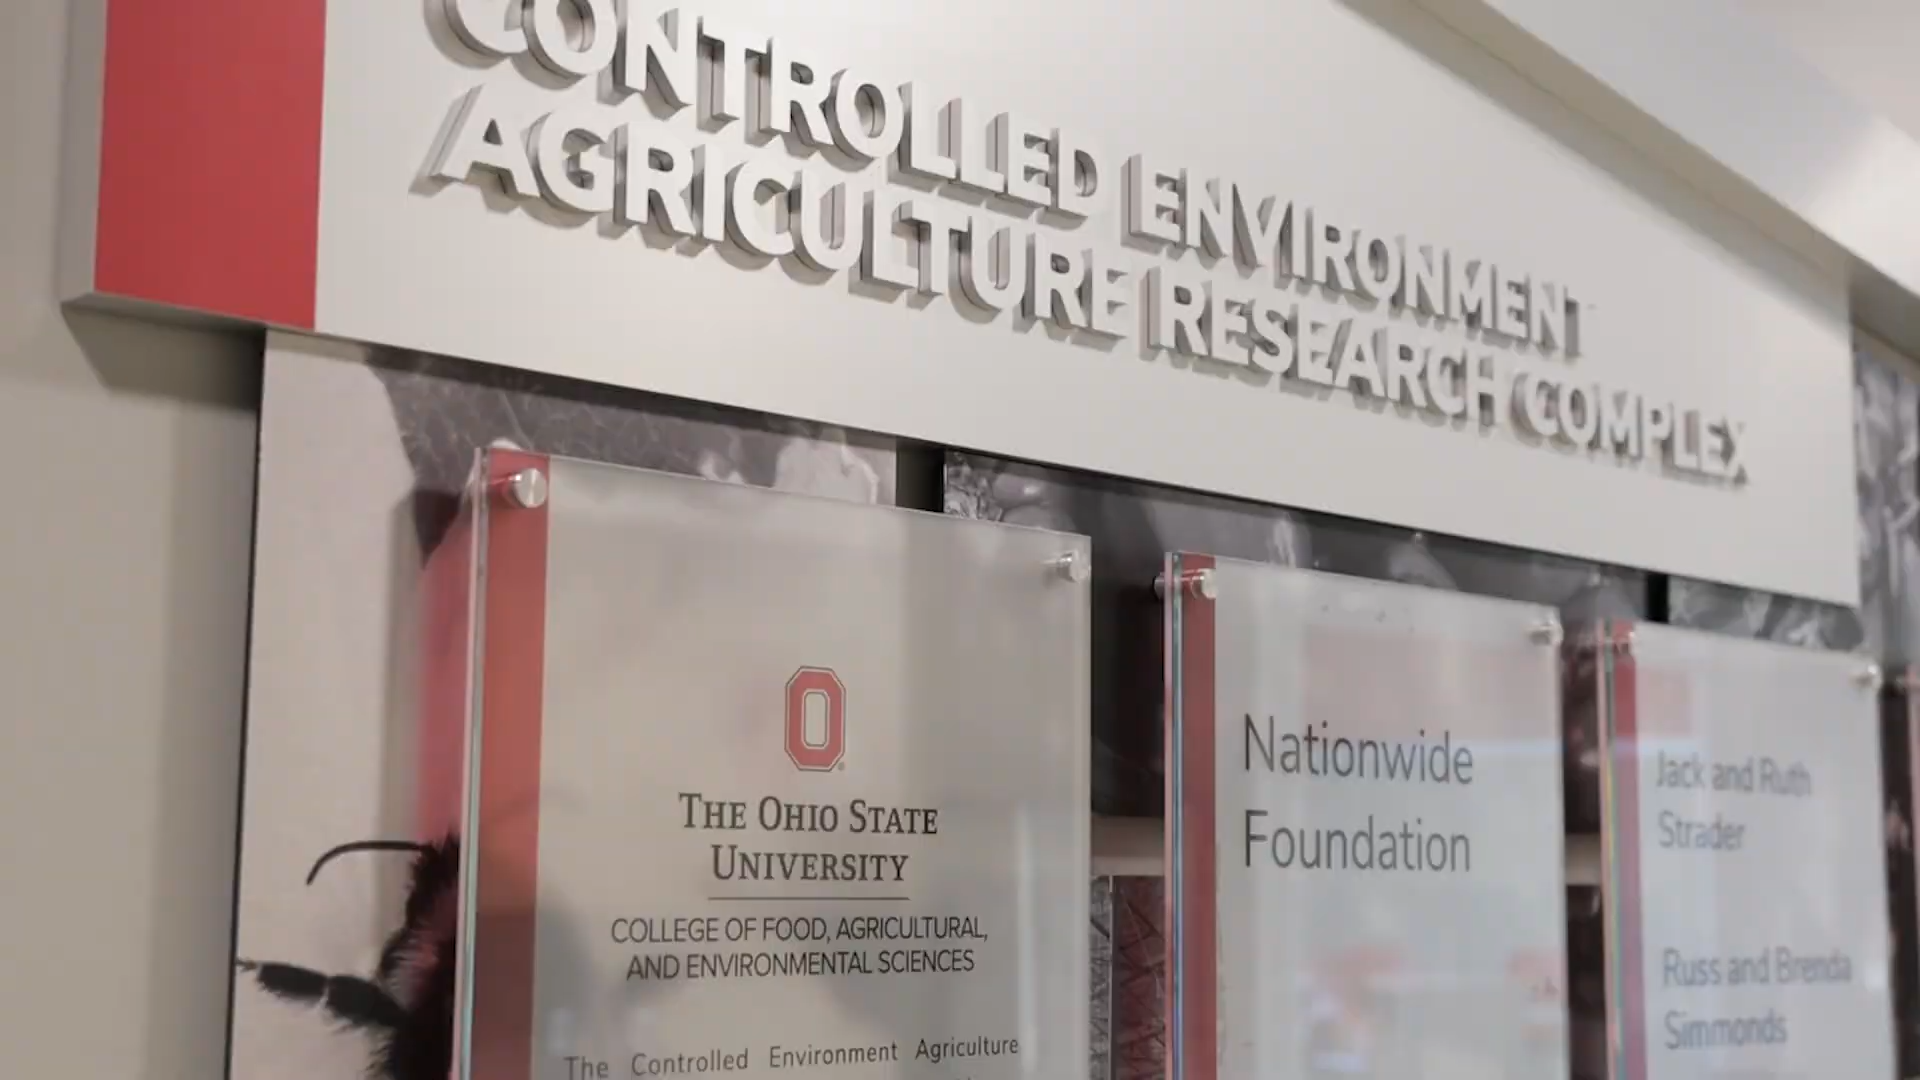 CONTROLLED ENVIRONMENT
AGRICULTURE RESEARCH COMPLEX
O
THE OHIO STATE
UNIVERSITY
COLLEGE OF FOOD, AGRICULTURAL,
AND ENVIRONMENTAL SCIENCES
The Controlled Environment Agriculture
Nationwide
Foundation
Jack and Ruth
Strader
Russ and Brenda
Simmonds